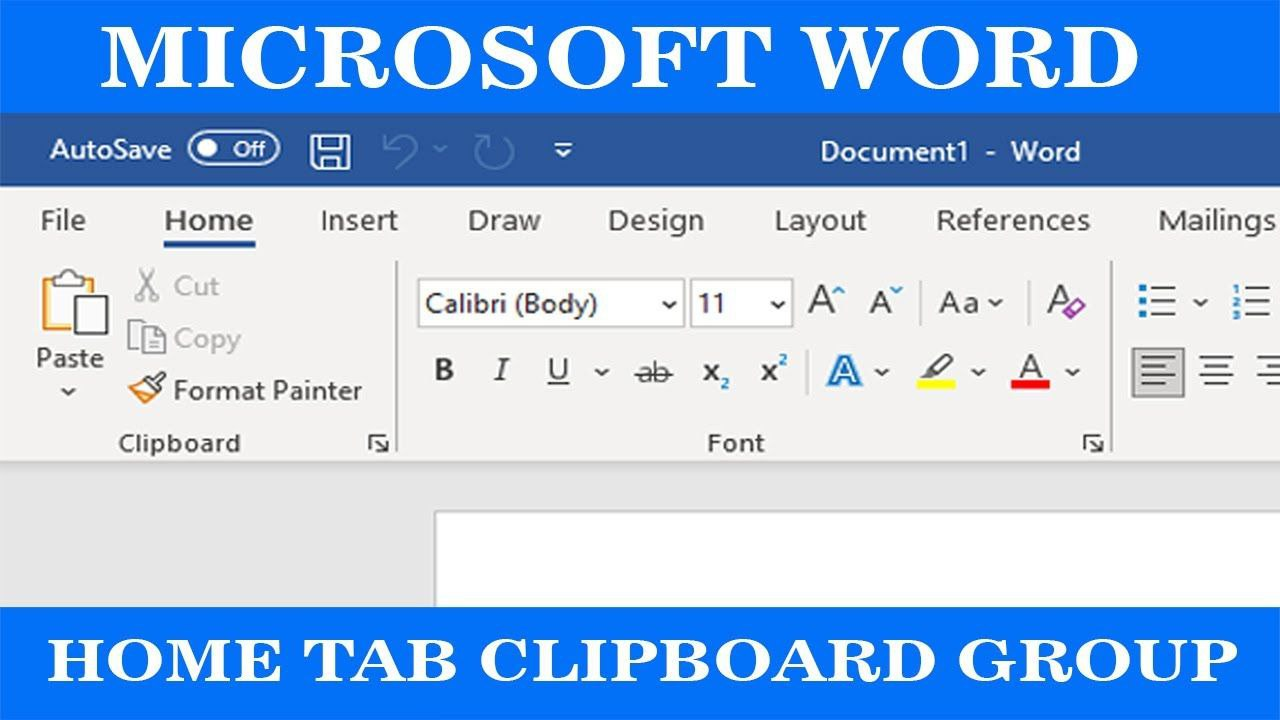 MICROSOFT WORD
AutoSave Off Document1 - Word
File Home Insert Draw Design Layout References Mailings
Cut
Calibri (Body) 11 A A Aa A
Copy
Paste
B I U ab x₂ x² A A
Format Painter
Clipboard Font
HOME TAB CLIPBOARD GROUP